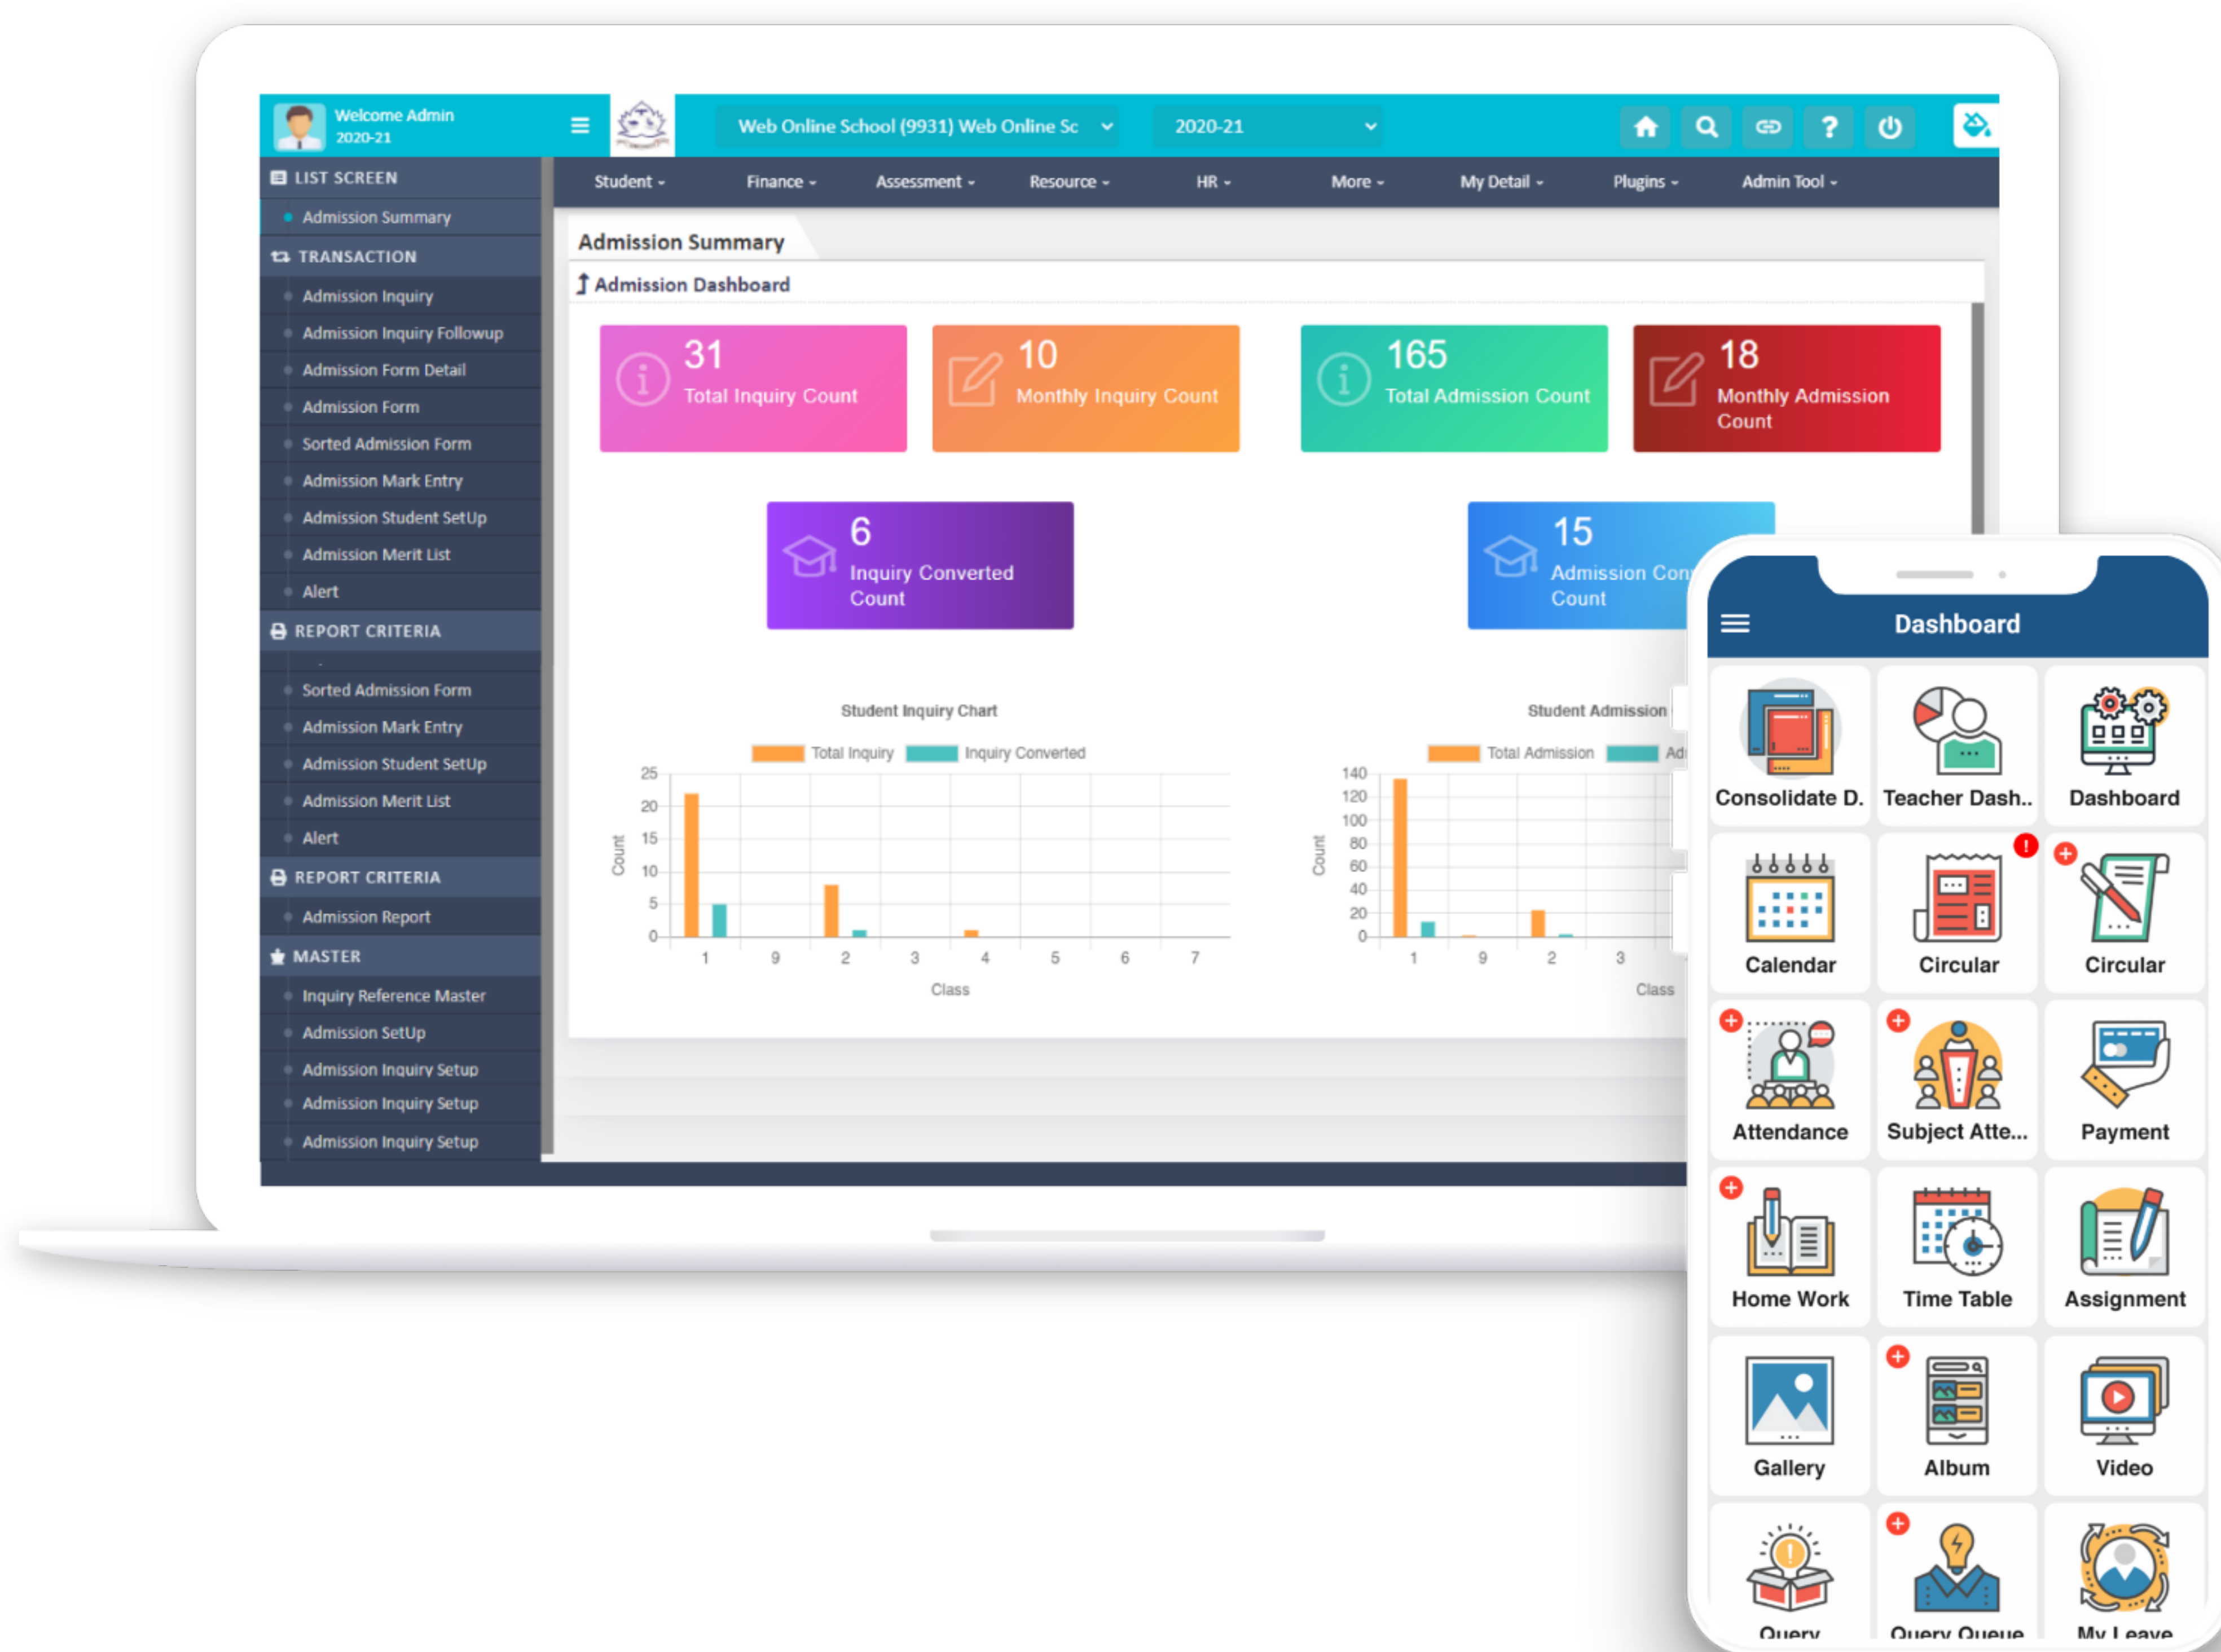 Welcome Admin
2020-21
Web Online School (9931) Web Online Sc
2020-21
LIST SCREEN
Admission Summary
TRANSACTION
Admission Inquiry
Admission Inquiry Followup
Admission Form Detail
Admission Form
Sorted Admission Form
Admission Mark Entry
Admission Student SetUp
Admission Merit List
Alert
REPORT CRITERIA
Sorted Admission Form
Admission Mark Entry
Admission Student SetUp
Admission Merit List
Alert
REPORT CRITERIA
Admission Report
MASTER
Inquiry Reference Master
Admission SetUp
Admission Inquiry Setup
Admission Inquiry Setup
Admission Inquiry Setup
Student Finance Assessment Resource HR More My Detail Plugins Admin Tool
Admission Summary
Admission Dashboard
31
Total Inquiry Count
10
Monthly Inquiry Count
165
Total Admission Count
18
Monthly Admission
Count
6
Inquiry Converted
Count
15
Admission Con
Count
Student Inquiry Chart
Total Inquiry Inquiry Converted
25
20
15
10
5
0
Count
1 9 2 3 4 5 6 7
Class
Student Admission
Total Admission Ad
140
120
100
80
60
40
20
0
Count
1 9 2 3
Class
Dashboard
Consolidate D. Teacher Dash.. Dashboard
Calendar Circular Circular
Attendance Subject Atte... Payment
Home Work Time Table Assignment
Gallery Album Video
Query Query Queue My Leave